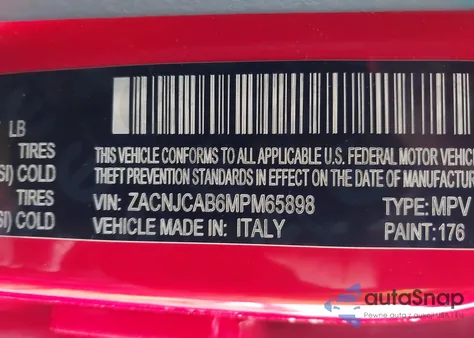 LB
TIRES
SI) COLD
TIRES
SI) COLD
THIS VEHICLE CONFORMS TO ALL APPLICABLE U.S. FEDERAL MOTOR VEHICLE
THEFT PREVENTION STANDARDS IN EFFECT ON THE DATE OF MANUFACTUR
VIN: ZACNJCAB6MPM65898 TYPE: MPV
VEHICLE MADE IN: ITALY PAINT: 176
autoSnap